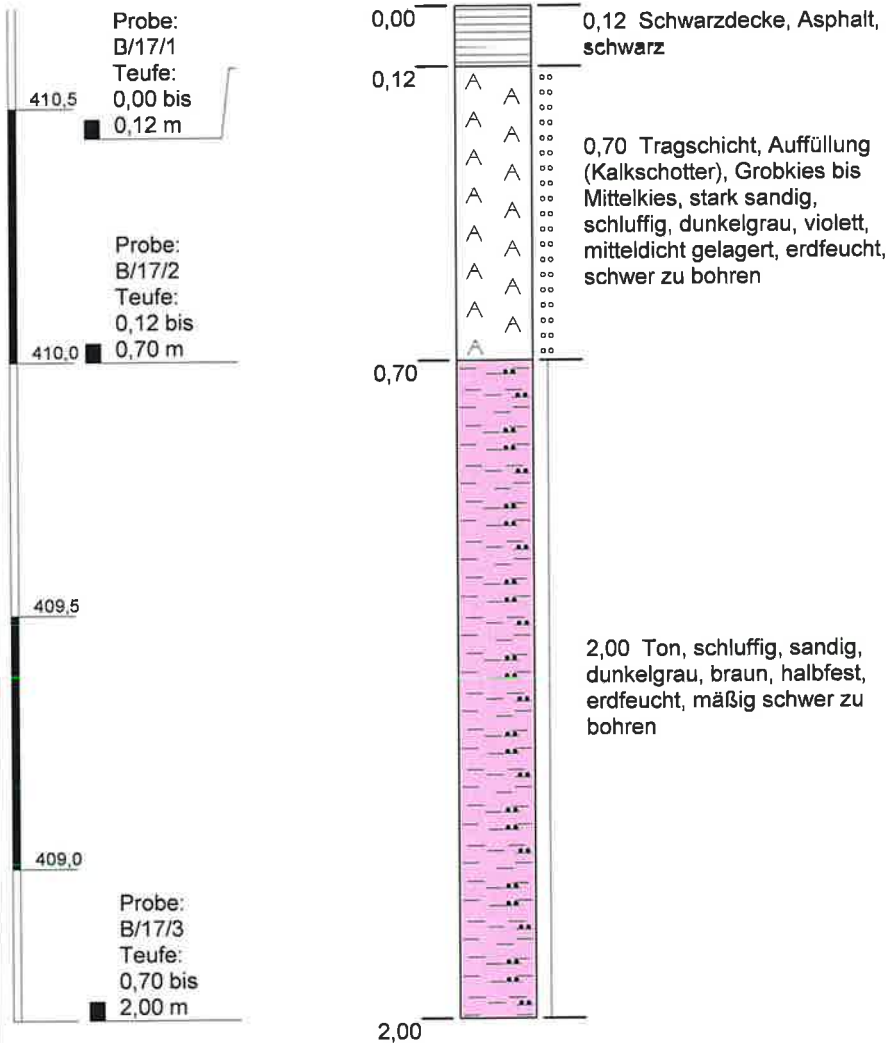 Probe:
B/17/1
Teufe:
0,00 bis
0,12 m
410,5
Probe:
B/17/2
Teufe:
0,12 bis
0,70 m
410,0
409,5
409,0
Probe:
B/17/3
Teufe:
0,70 bis
2,00 m
0,00
0,12
0,70
2,00
0,12 Schwarzdecke, Asphalt,
schwarz
0,70 Tragschicht, Auffüllung
(Kalkschotter), Grobkies bis
Mittelkies, stark sandig,
schluffig, dunkelgrau, violett,
mitteldicht gelagert, erdfeucht,
schwer zu bohren
2,00 Ton, schluffig, sandig,
dunkelgrau, braun, halbfest,
erdfeucht, mäßig schwer zu
bohren